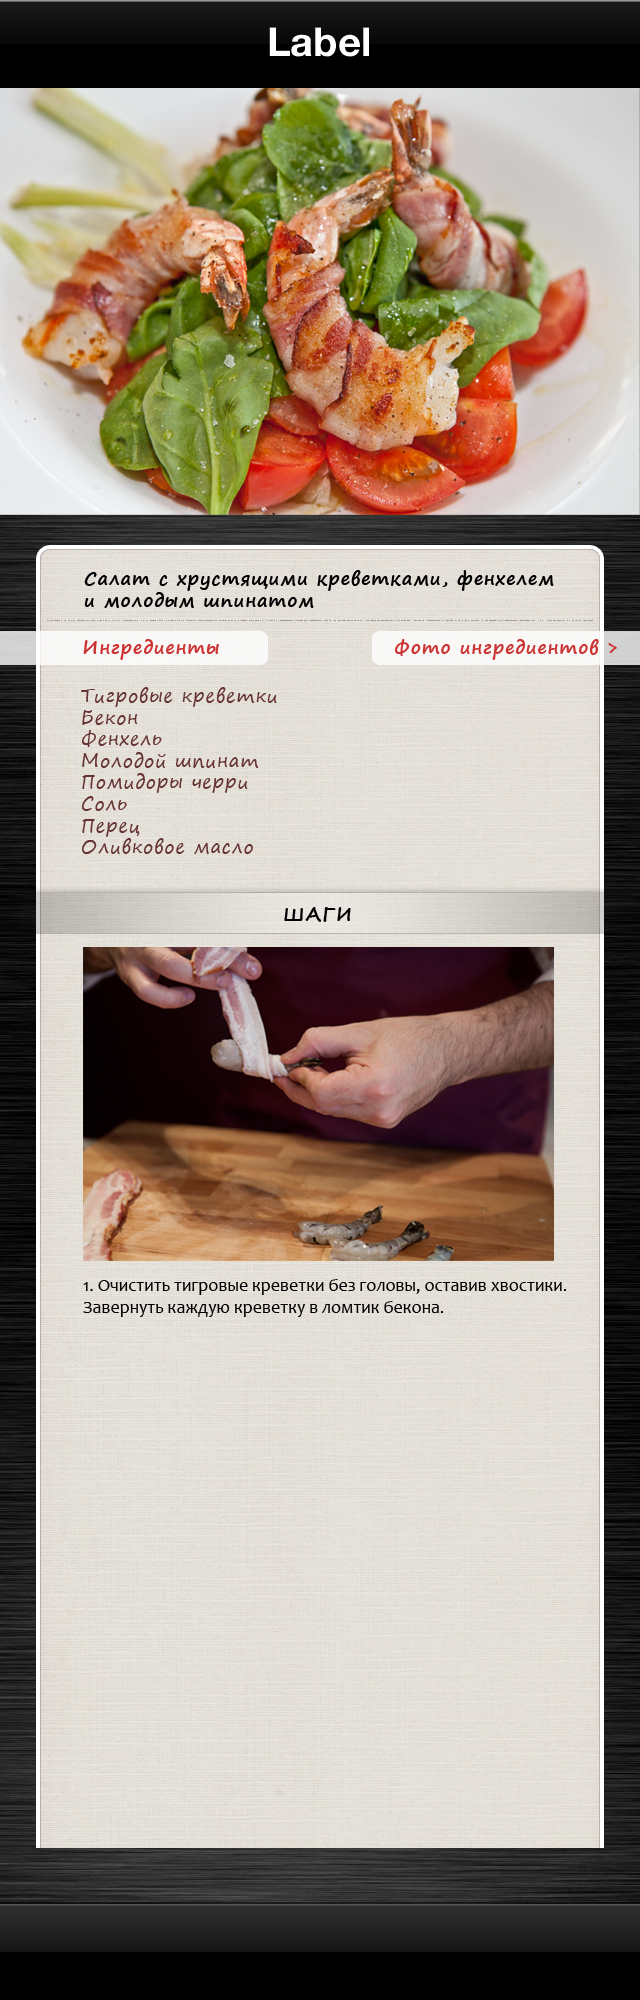 Label
Салат с хрустящими креветками, фенхелем
и молодым шпинатом
Ингредиенты
Фото ингредиентов >
Тигровые креветки
Бекон
Фенхель
Молодой шпинат
Помидоры черри
Соль
Перец
Оливковое масло
ШАГИ
1. Очистить тигровые креветки без головы, оставив хвостики.
Завернуть каждую креветку в ломтик бекона.